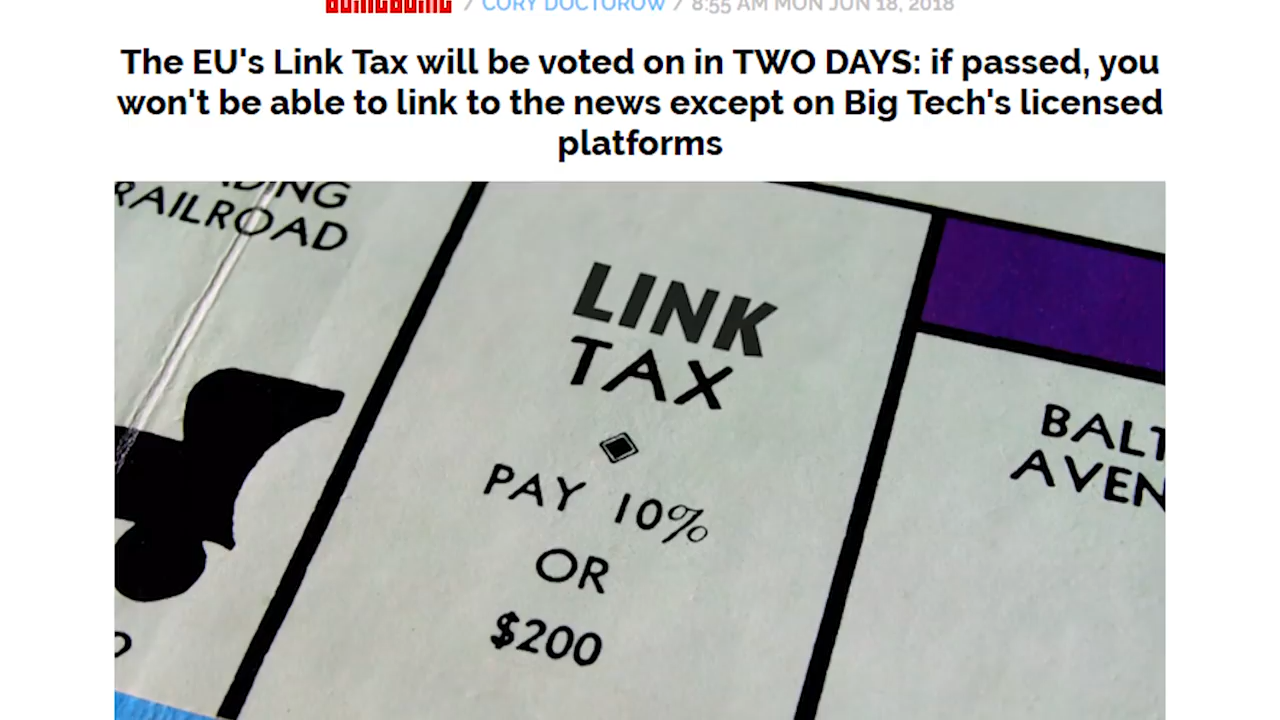 / CORY DOCTOROW / 8:55 AM MON JUN 18, 2018
The EU's Link Tax will be voted on in TWO DAYS: if passed, you
won't be able to link to the news except on Big Tech's licensed
platforms
RAILROAD
LINK
TAX
PAY 10%
OR
$200